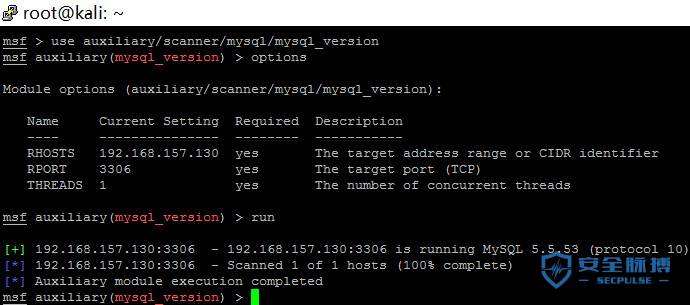 root@kali: ~
msf > use auxiliary/scanner/mysql/mysql_version
msf auxiliary(mysql_version) > options
Module options (auxiliary/scanner/mysql/mysql_version):
Name Current Setting Required Description
---- --------------- -------- -----------
RHOSTS 192.168.157.130 yes The target address range or CIDR identifier
RPORT 3306 yes The target port (TCP)
THREADS 1 yes The number of concurrent threads
msf auxiliary(mysql_version) > run
[+] 192.168.157.130:3306 - 192.168.157.130:3306 is running MySQL 5.5.53 (protocol 10)
[*] 192.168.157.130:3306 - Scanned 1 of 1 hosts (100% complete)
[*] Auxiliary module execution completed
msf auxiliary(mysql_version) >
安全脉搏
SECPULSE